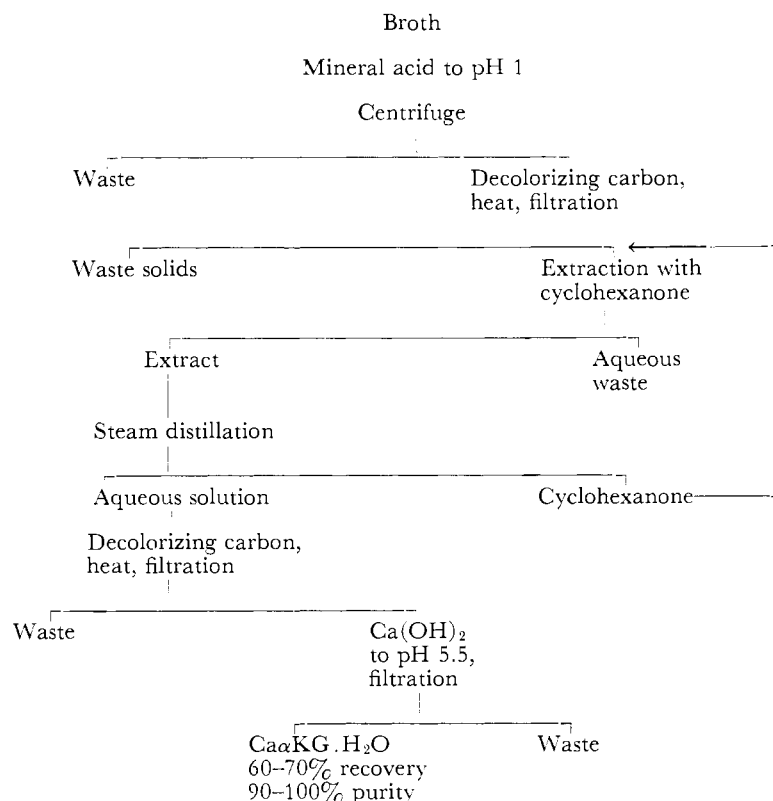 Broth
Mineral acid to pH 1
Centrifuge
Waste
Decolorizing carbon,
heat, filtration
Waste solids
Extraction with
cyclohexanone
Extract
Aqueous
waste
Steam distillation
Aqueous solution
Cyclohexanone
Decolorizing carbon,
heat, filtration
Waste
Ca(OH)₂
to pH 5.5,
filtration
CaαKG.H₂O
60–70% recovery
90–100% purity
Waste